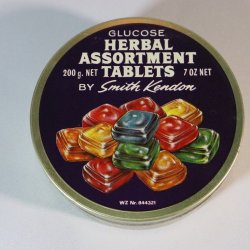 GLUCOSE
HERBAL
ASSORTMENT
200 g. NET TABLETS 7 OZ NET
BY Smith Kendon
WZ Nr. 844321